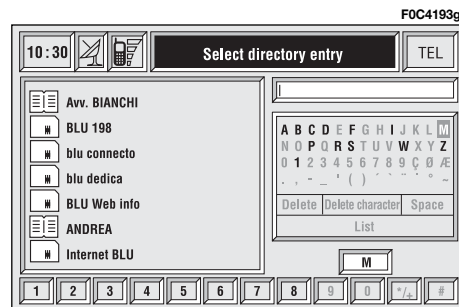 F0C4193g
10:30 Select directory entry TEL
Avv. BIANCHI
BLU 198
blu connecto
blu dedica
BLU Web info
ANDREA
Internet BLU
A B C D E F G H I J K L M
N O P Q R S T U V W X Y Z
0 1 2 3 4 5 6 7 8 9 Ç Ø Æ
. , - _ ' ( ) ´ ` ¨ ° ~
Delete Delete character Space
List
M
1 2 3 4 5 6 7 8 9 0 */+ #